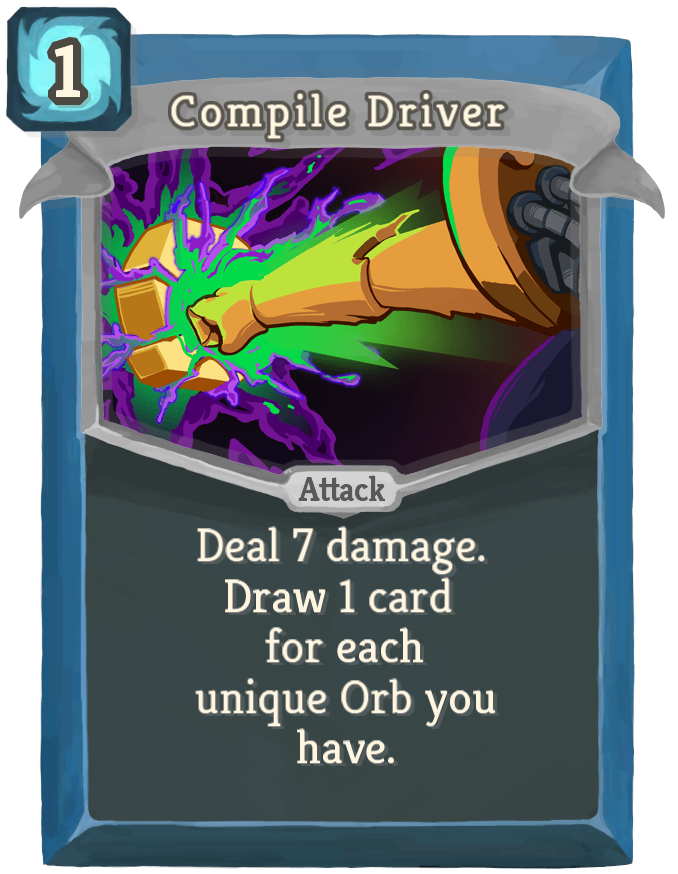 1
Compile Driver
Attack
Deal 7 damage.
Draw 1 card
for each
unique Orb you
have.